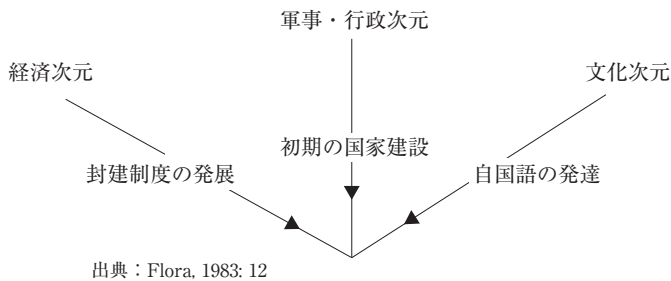 軍事・行政次元
経済次元
文化次元
初期の国家建設
封建制度の発展
自国語の発達
出典：Flora, 1983: 12